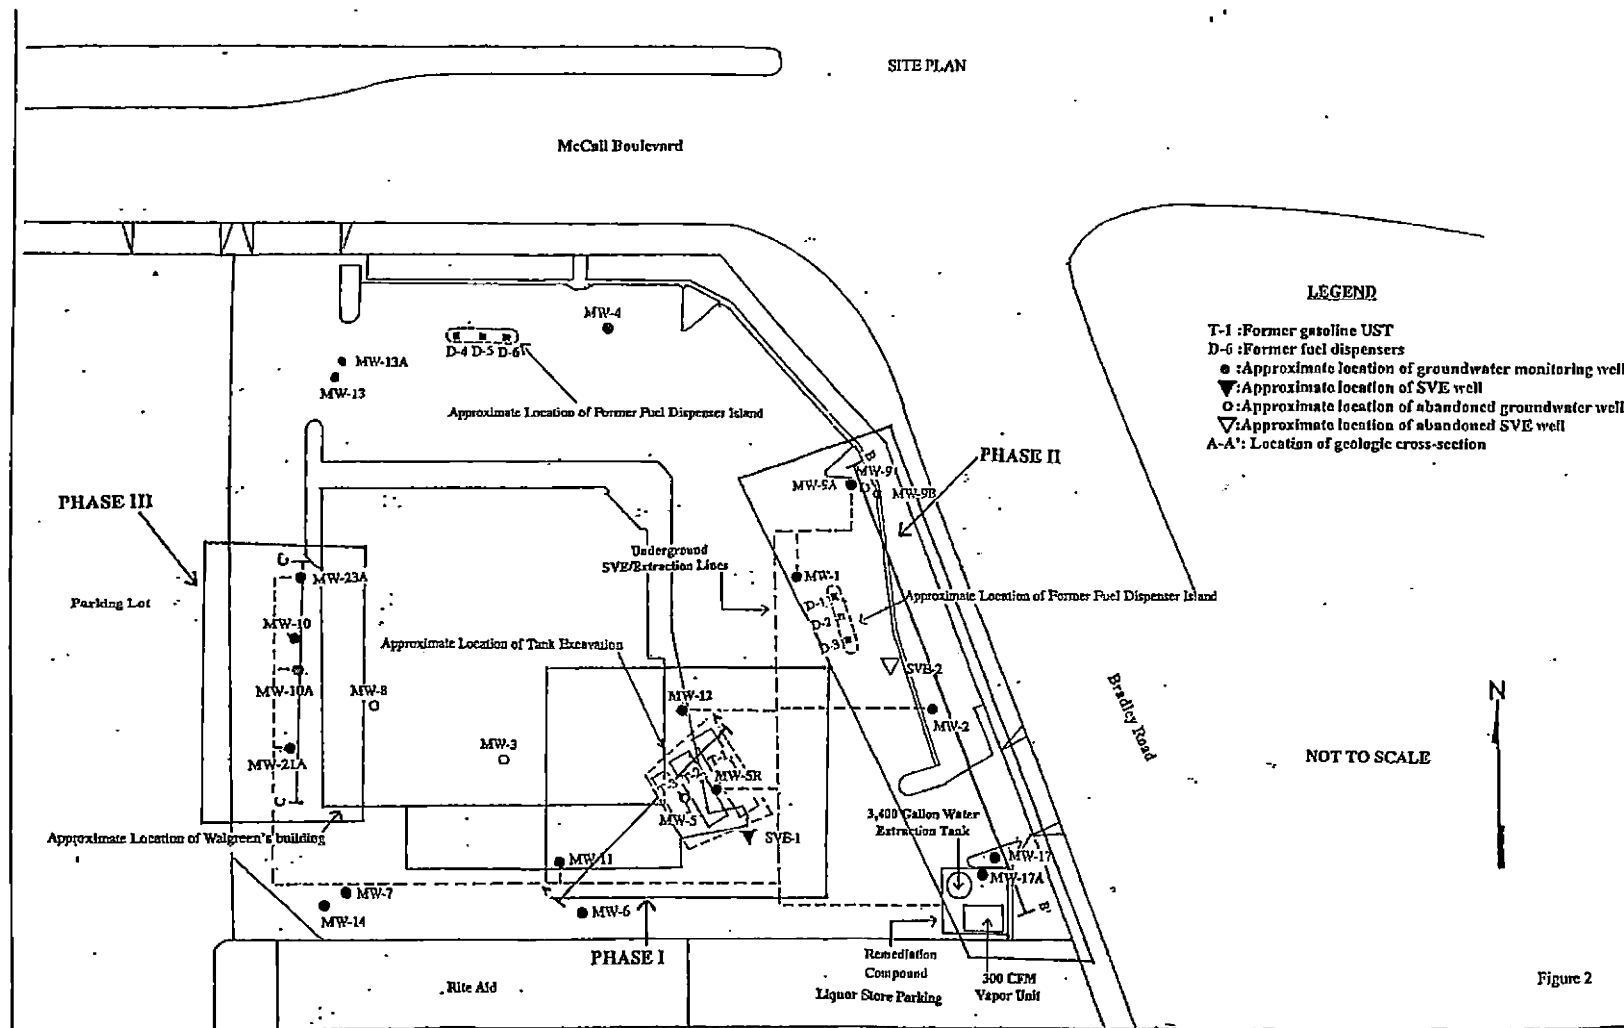 SITE PLAN
McCall Boulevard
LEGEND
T-1 :Former gasoline UST
D-6 :Former fuel dispensers
:Approximate location of groundwater monitoring well
:Approximate location of SVE well
:Approximate location of abandoned groundwater well
:Approximate location of abandoned SVE well
A-A': Location of geologic cross-section
MW-4
D-4 D-5 D-6
MW-13A
MW-13
Approximate Location of Former Fuel Dispenser Island
PHASE II
B
MW-9
MW-9A
MW-9B
PHASE III
Underground
SVE/Extraction Lines
C
MW-23A
MW-1
Parking Lot
D-1
D-2
D-3
Approximate Location of Former Fuel Dispenser Island
MW-10
Approximate Location of Tank Excavation
SVE-2
MW-10A
MW-8
MW-12
MW-2
Bradley Road
N
MW-3
MW-21A
T-1
T-2
T-3
MW-5R
NOT TO SCALE
C
MW-5
3,400 Gallon Water
Extraction Tank
Approximate Location of Walgreen's building
SVE-1
MW-11
MW-17
MW-17A
MW-7
MW-14
MW-6
B'
PHASE I
Remediation
Compound
300 CFM
Vapor Unit
Rite Aid
Liquor Store Parking
Figure 2